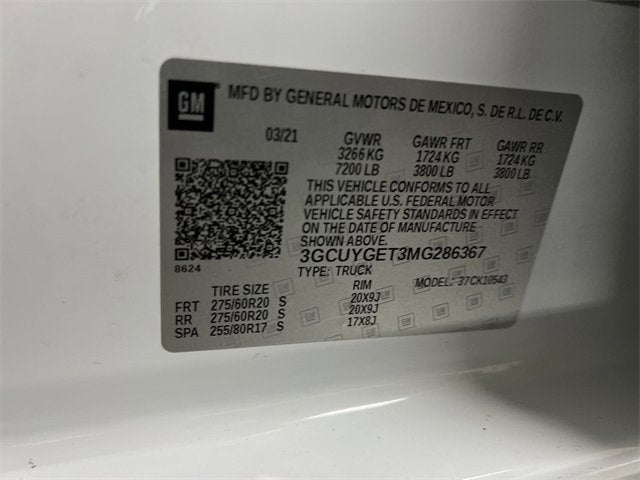 GM MFD BY GENERAL MOTORS DE MEXICO, S. DE R.L. DE C.V.
03/21 GVWR GAWR FRT GAWR RR
3266 KG 1724 KG 1724 KG
7200 LB 3800 LB 3800 LB
THIS VEHICLE CONFORMS TO ALL
APPLICABLE U.S. FEDERAL MOTOR
VEHICLE SAFETY STANDARDS IN EFFECT
ON THE DATE OF MANUFACTURE
SHOWN ABOVE.
3GCUYGET3MG286367
8624
TYPE: TRUCK MODEL: 37CK10543
TIRE SIZE RIM
FRT 275/60R20 S 20X9J
RR 275/60R20 S 20X9J
SPA 255/80R17 S 17X8J